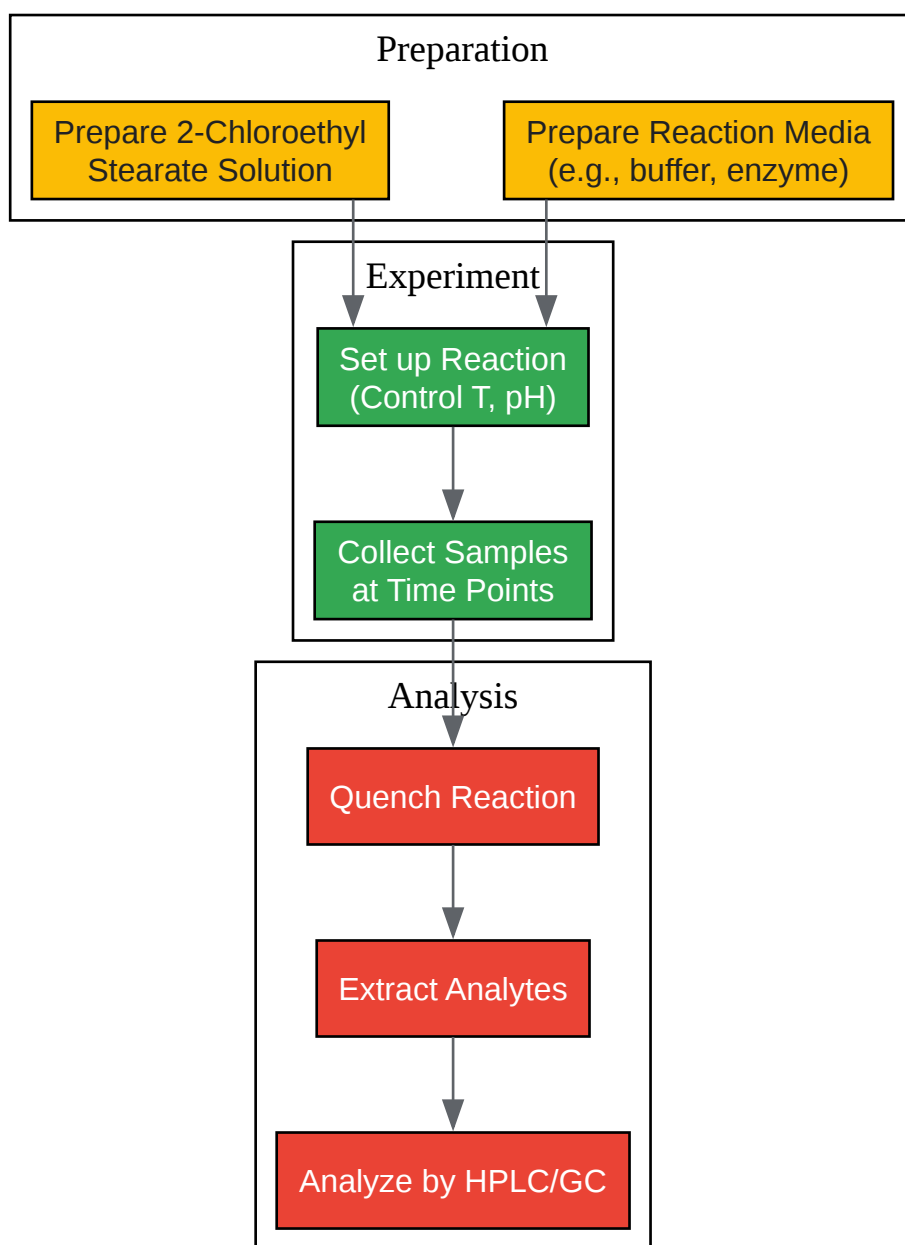 Preparation
Prepare 2-Chloroethyl
Stearate Solution
Prepare Reaction Media
(e.g., buffer, enzyme)
Experiment
Set up Reaction
(Control T, pH)
Collect Samples
at Time Points
Analysis
Quench Reaction
Extract Analytes
Analyze by HPLC/GC